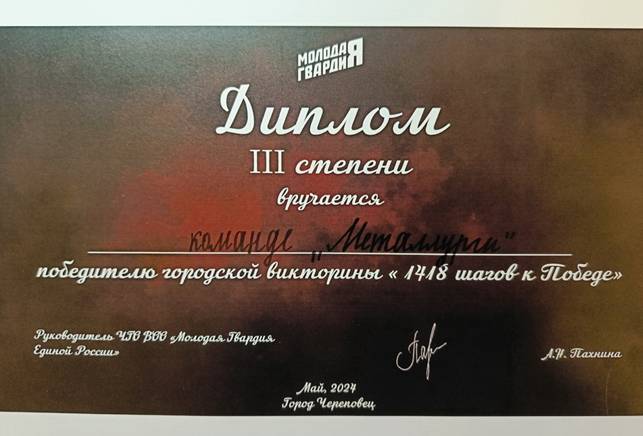 МОЛОДАЯ
ГВАРДИЯ
Диплом
III степени
вручается
команде „Металлурги"
победителю городской викторины « 1418 шагов к Победе»
Руководитель ЧГО ВОО «Молодая Гвардия
Единой России»
А.И. Пахнина
Май, 2024
Город Череповец